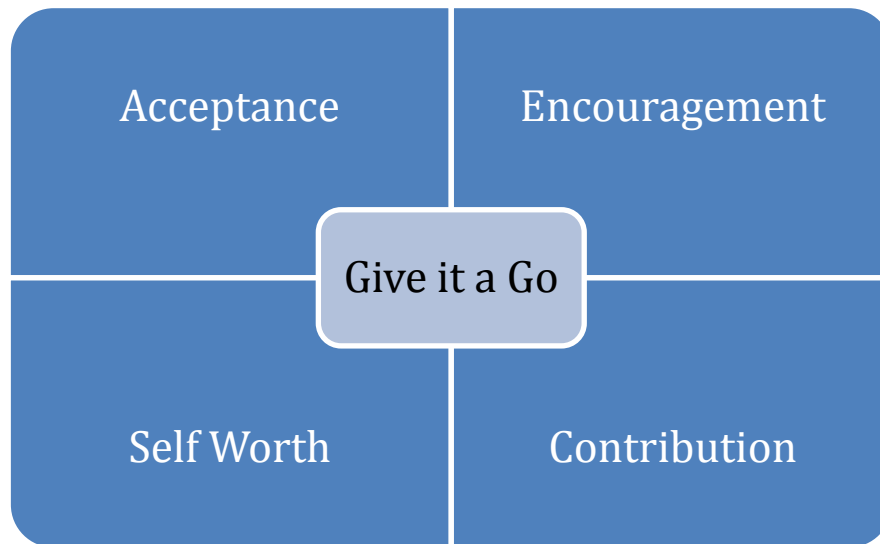 Acceptance
Encouragement
Give it a Go
Self Worth
Contribution